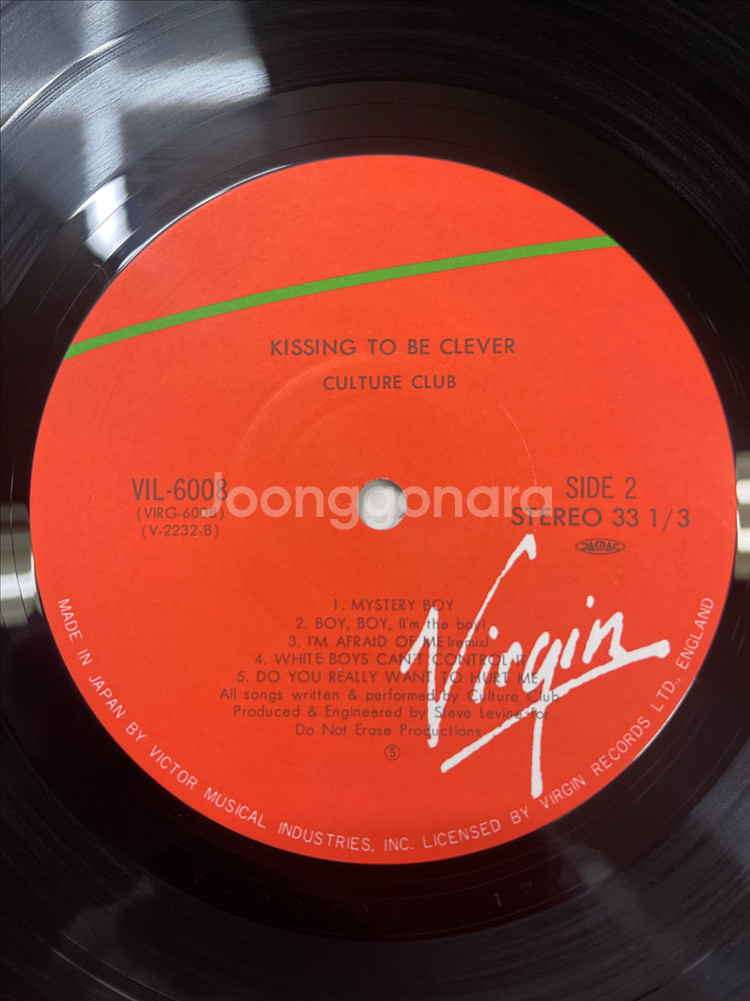 KISSING TO BE CLEVER
CULTURE CLUB
VIL-6008
(VIRG-6008)
(V-2232-B)
joonggonara
SIDE 2
STEREO 33 1/3
JASRAC
1. MYSTERY BOY
2. BOY, BOY, (I'm the boy)
3. I'M AFRAID OF ME (remix)
4. WHITE BOYS CAN'T CONTROL IT
5. DO YOU REALLY WANT TO HURT ME
All songs written & performed by Culture Club
Produced & Engineered by Steve Levine for
Do Not Erase Productions
Ⓢ
Virgin
MADE IN JAPAN BY VICTOR MUSICAL INDUSTRIES, INC. LICENSED BY VIRGIN RECORDS LTD., ENGLAND